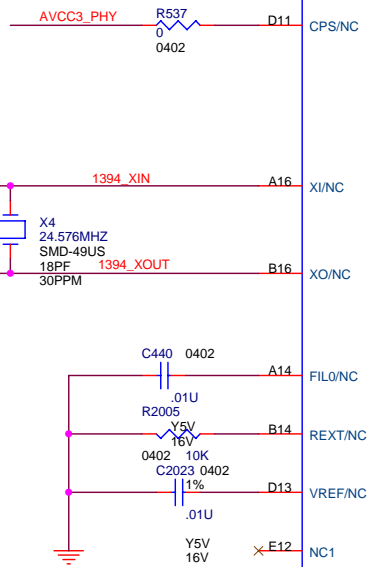 AVCC3_PHY R537 D11 CPS/NC
0
0402
1394_XIN A16 XI/NC
X4
24.576MHZ
SMD-49US
18PF 1394_XOUT B16 XO/NC
30PPM
C440 0402
A14 FIL0/NC
.01U
R2005
Y5V B14 REXT/NC
16V
0402 10K
C2023 0402
1% D13 VREF/NC
.01U
Y5V E12 NC1
16V